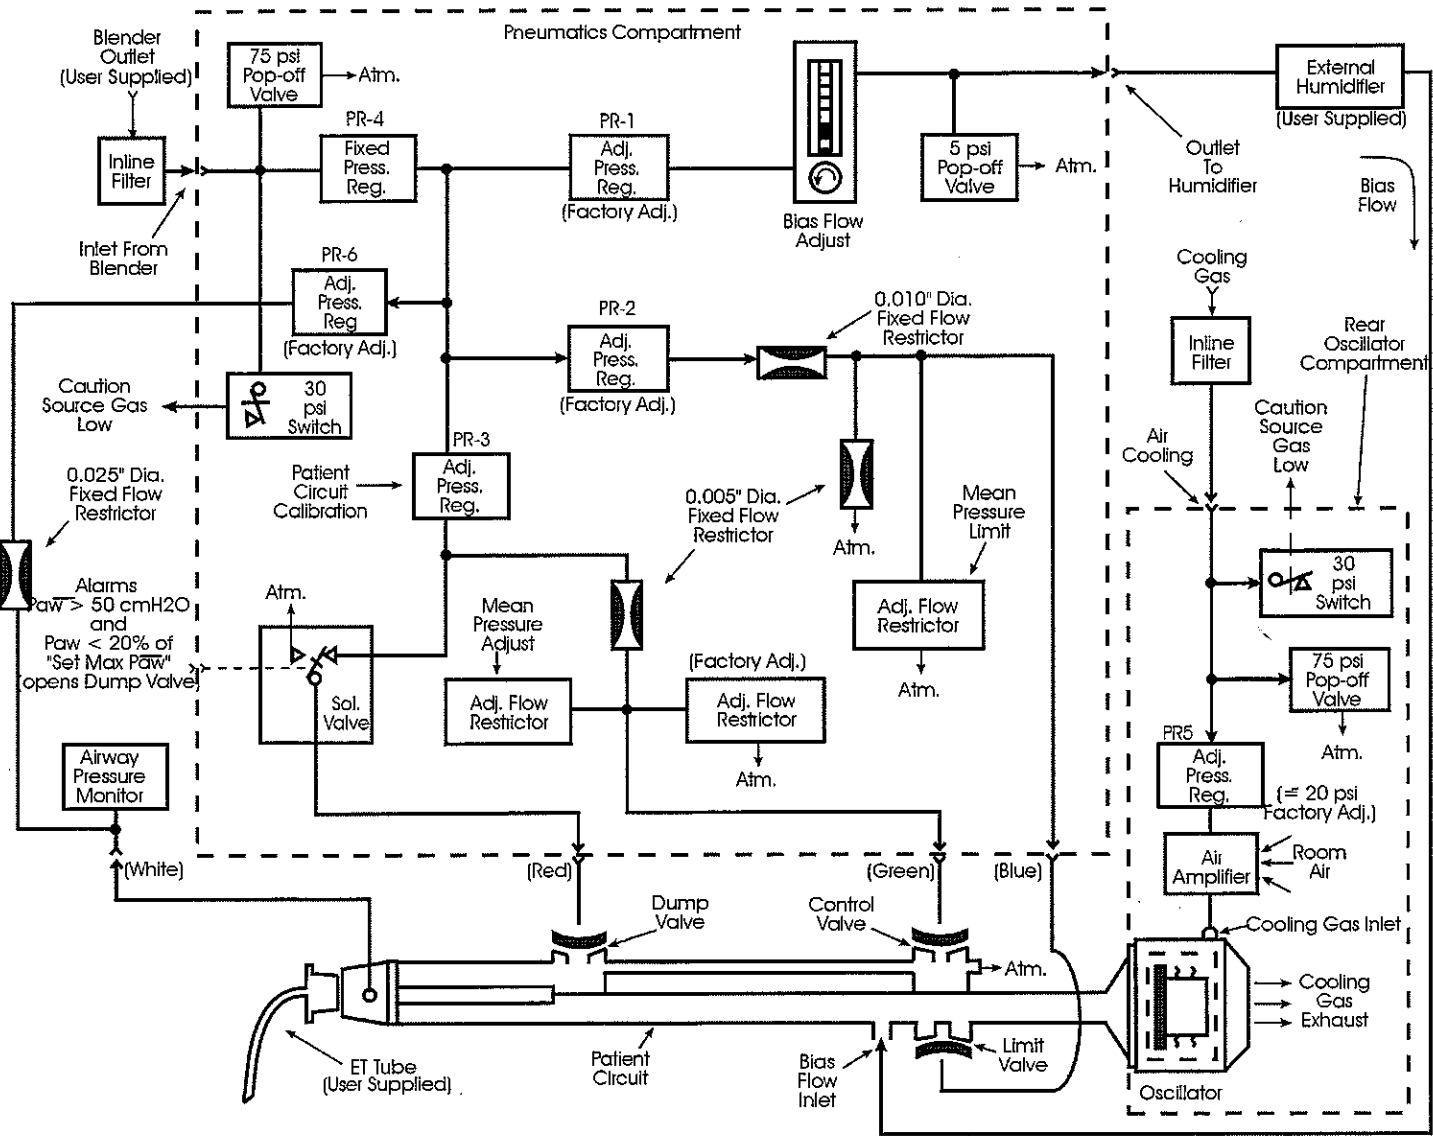 Blender
Outlet
(User Supplied)
Inline
Filter
Inlet From
Blender
Pneumatics Compartment
75 psi
Pop-off
Valve
Atm.
PR-4
Fixed
Press.
Reg.
PR-1
Adj.
Press.
Reg.
(Factory Adj.)
Bias Flow
Adjust
5 psi
Pop-off
Valve
Atm.
Outlet
To
Humidifier
External
Humidifier
(User Supplied)
Bias
Flow
PR-6
Adj.
Press.
Reg
(Factory Adj.)
PR-2
Adj.
Press.
Reg.
(Factory Adj.)
0.010" Dia.
Fixed Flow
Restrictor
Cooling
Gas
Inline
Filter
Rear
Oscillator
Compartment
Caution
Source Gas
Low
30
psi
Switch
PR-3
Adj.
Press.
Reg.
Patient
Circuit
Calibration
0.025" Dia.
Fixed Flow
Restrictor
0.005" Dia.
Fixed Flow
Restrictor
Atm.
Mean
Pressure
Limit
Adj. Flow
Restrictor
Atm.
Air
Cooling
Caution
Source
Gas
Low
30
psi
Switch
75 psi
Pop-off
Valve
Atm.
Alarms
Paw > 50 cmH2O
and
Paw < 20% of
"Set Max Paw"
opens Dump Valve
Atm.
Sol.
Valve
Mean
Pressure
Adjust
Adj. Flow
Restrictor
(Factory Adj.)
Adj. Flow
Restrictor
Atm.
PR5
Adj.
Press.
Reg.
(= 20 psi
Factory Adj.)
Air
Amplifier
Room
Air
Cooling Gas Inlet
Airway
Pressure
Monitor
(White)
(Red)
(Green)
(Blue)
Dump
Valve
Control
Valve
Atm.
Cooling
Gas
Exhaust
ET Tube
(User Supplied)
Patient
Circuit
Bias
Flow
Inlet
Limit
Valve
Oscillator